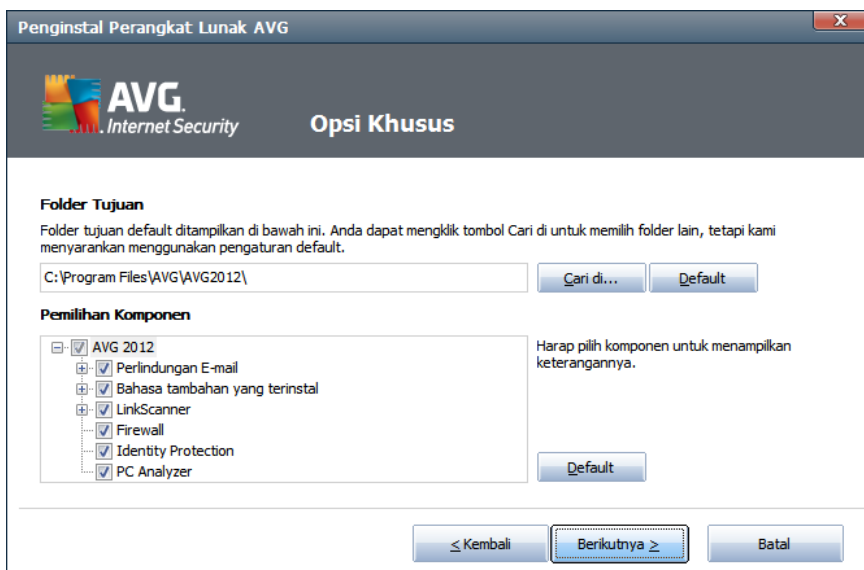 Penginstal Perangkat Lunak AVG
AVG.
Internet Security
Opsi Khusus
Folder Tujuan
Folder tujuan default ditampilkan di bawah ini. Anda dapat mengklik tombol Cari di untuk memilih folder lain, tetapi kami
menyarankan menggunakan pengaturan default.
C:\Program Files\AVG\AVG2012\
Cari di...
Default
Pemilihan Komponen
AVG 2012
Perlindungan E-mail
Bahasa tambahan yang terinstal
LinkScanner
Firewall
Identity Protection
PC Analyzer
Harap pilih komponen untuk menampilkan
keterangannya.
Default
< Kembali
Berikutnya >
Batal